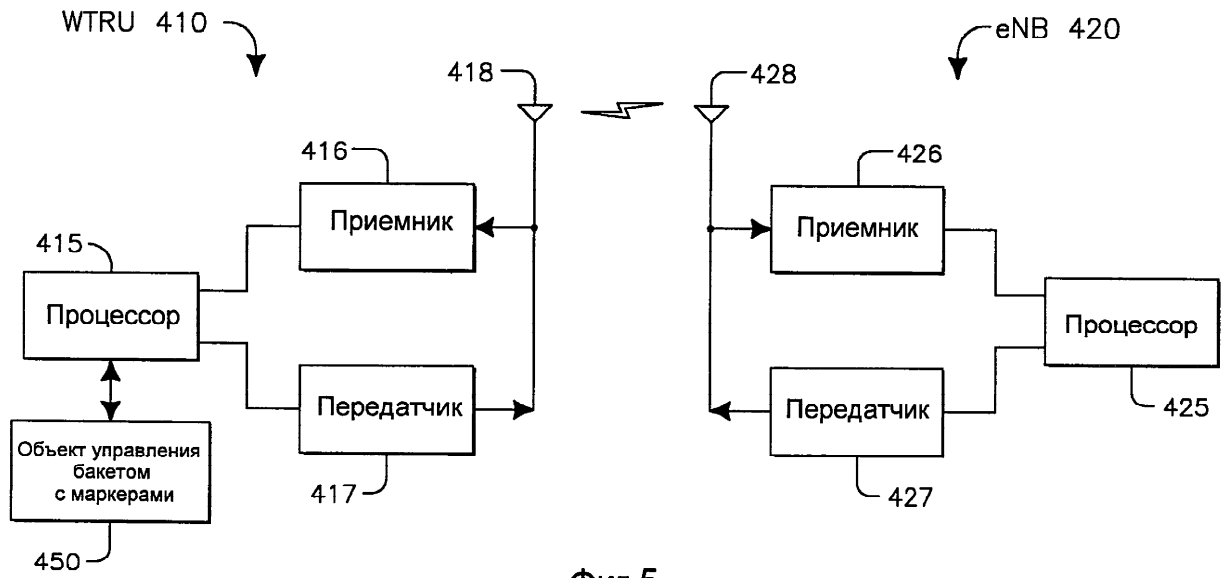 WTRU 410
eNB 420
418
428
416
426
Приемник
Приемник
415
Процессор
Процессор
Передатчик
Передатчик
425
Объект управления
бакетом
с маркерами
417
427
450
Фиг.5